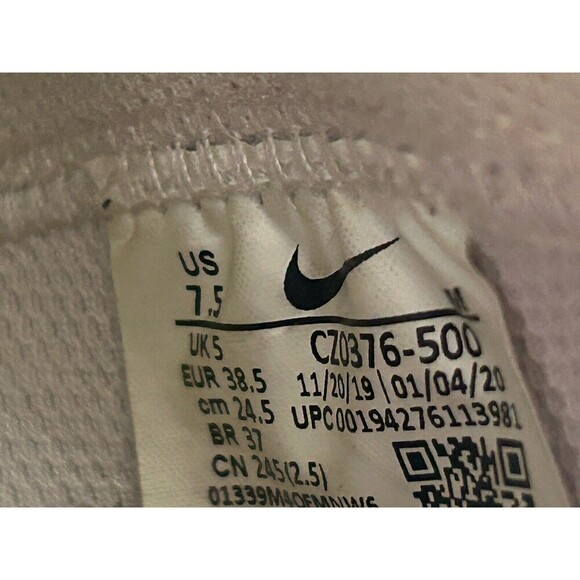 US
7.5
UK 5 CZ0376-500
EUR 38.5 11/20/19 \ 01/04/20
cm 24.5 UPC00194276113981
BR 37
CN 245(2.5)